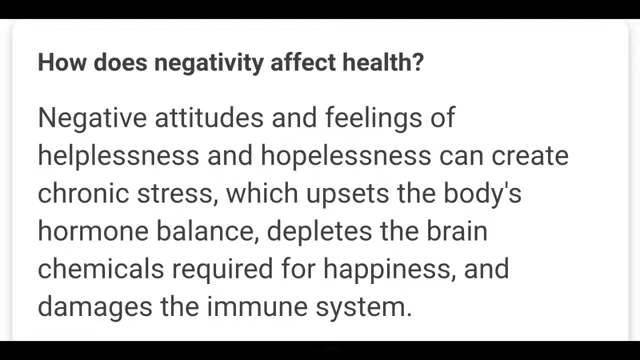 How does negativity affect health?
Negative attitudes and feelings of
helplessness and hopelessness can create
chronic stress, which upsets the body's
hormone balance, depletes the brain
chemicals required for happiness, and
damages the immune system.